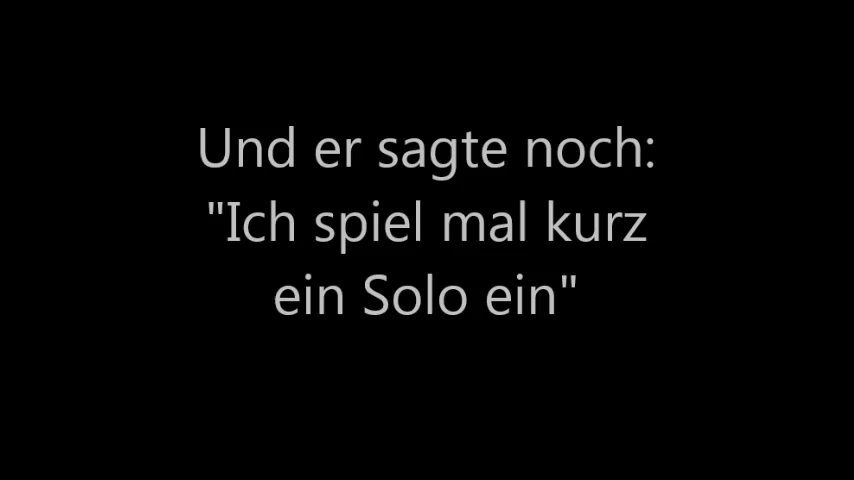 Und er sagte noch:
"Ich spiel mal kurz
ein Solo ein"